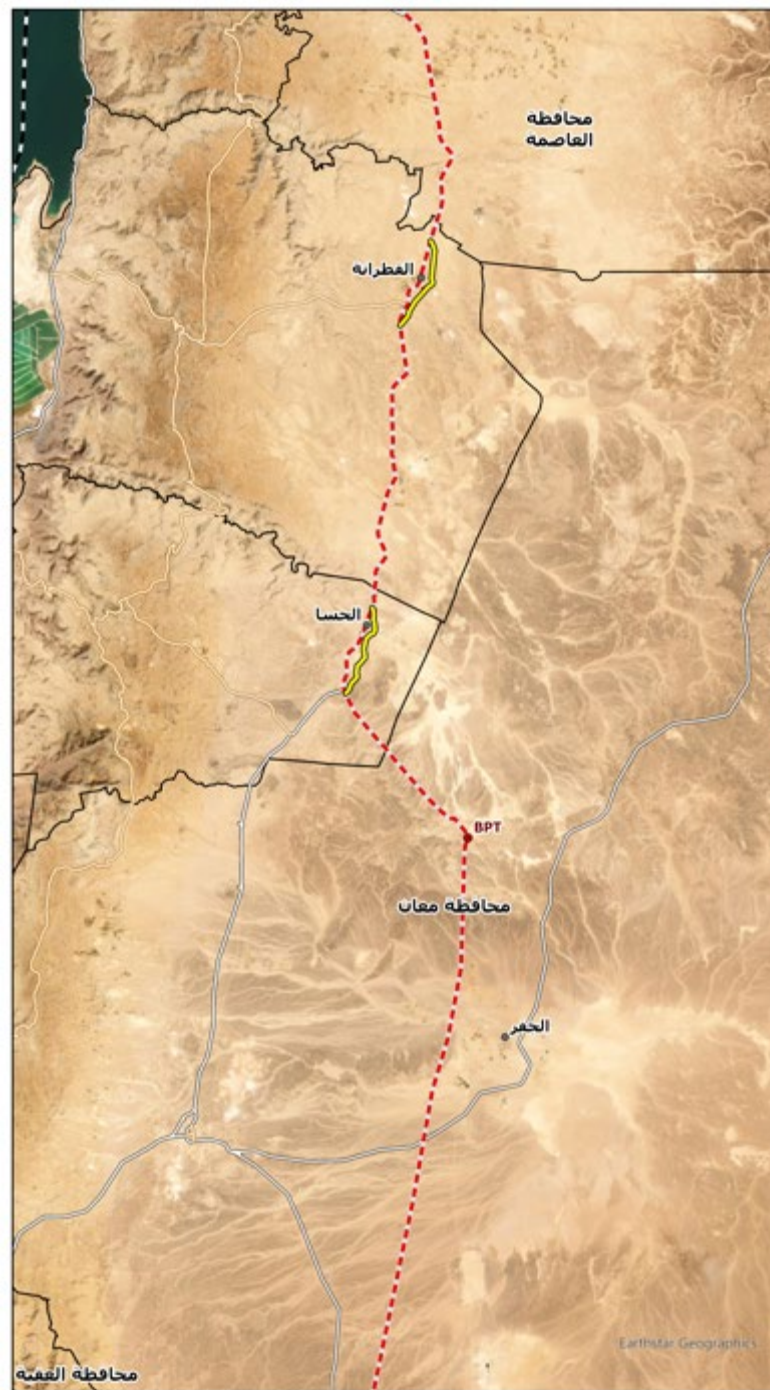 محافظة
العاصمة
القطرانة
الحسا
BPT
محافظة معان
الجفر
Earthstar Geographics
محافظة العقبة